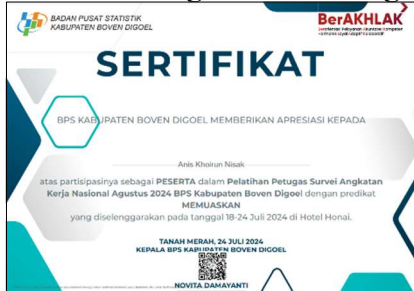 BADAN PUSAT STATISTIK
KABUPATEN BOVEN DIGOEL
BerAKHLAK
SERTIFIKAT
BPS KABUPATEN BOVEN DIGOEL MEMBERIKAN APRESIASI KEPADA
Anis Khoirun Nisak
atas partisipasinya sebagai PESERTA dalam Pelatihan Petugas Survei Angkatan
Kerja Nasional Agustus 2024 BPS Kabupaten Boven Digoel dengan predikat
MEMUASKAN
yang diselenggarakan pada tanggal 18-24 Juli 2024 di Hotel Honai.
TANAH MERAH, 24 JULI 2024
KEPALA BPS KABUPATEN BOVEN DIGOEL
NOVITA DAMAYANTI